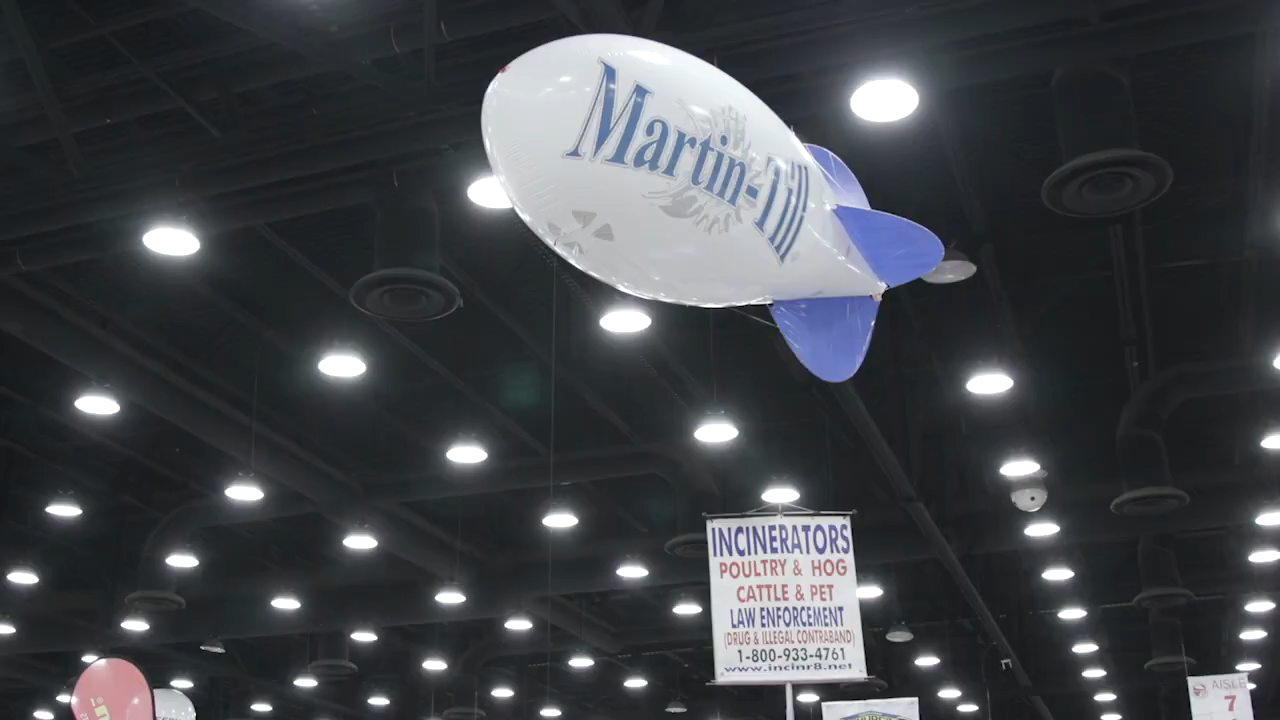 Martin-Till
INCINERATORS
POULTRY & HOG
CATTLE & PET
LAW ENFORCEMENT
(DRUG & ILLEGAL CONTRABAND)
1-800-933-4761
www.incinr8.net
AISLE
7